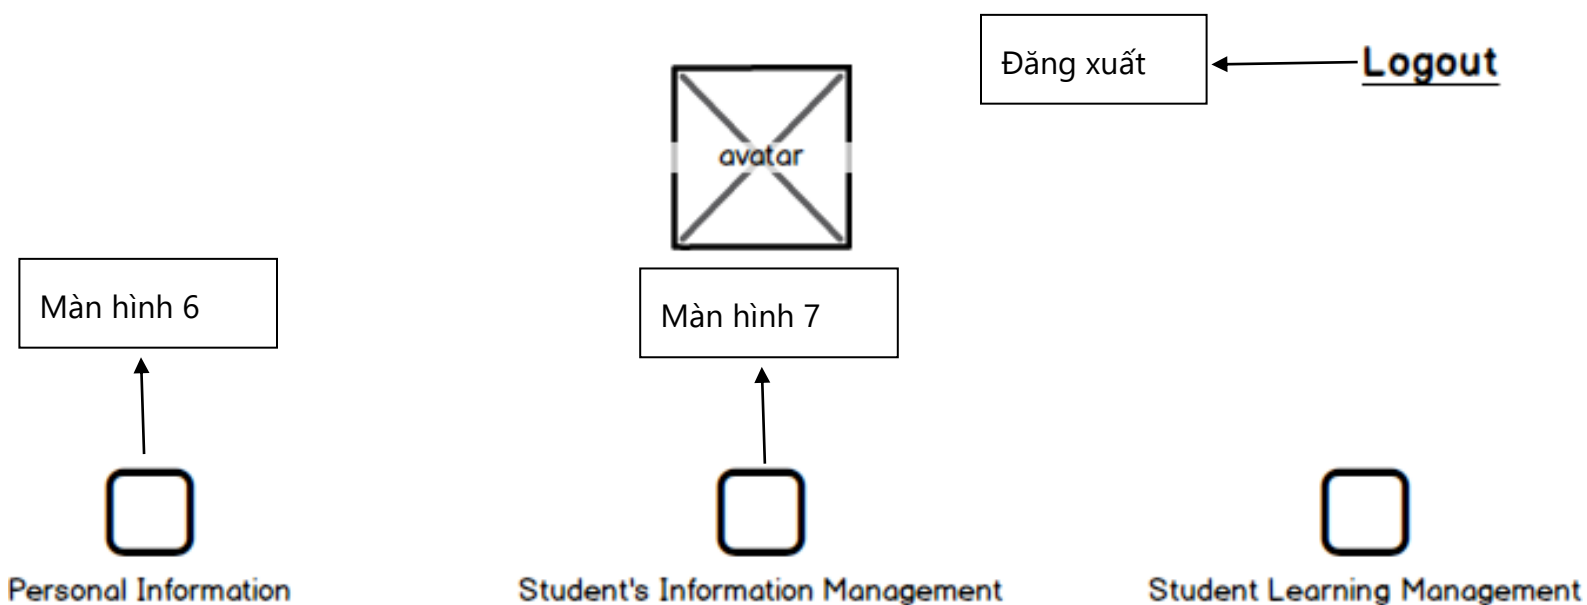 Đăng xuất
Logout
avatar
Màn hình 6
Màn hình 7
Personal Information
Student's Information Management
Student Learning Management